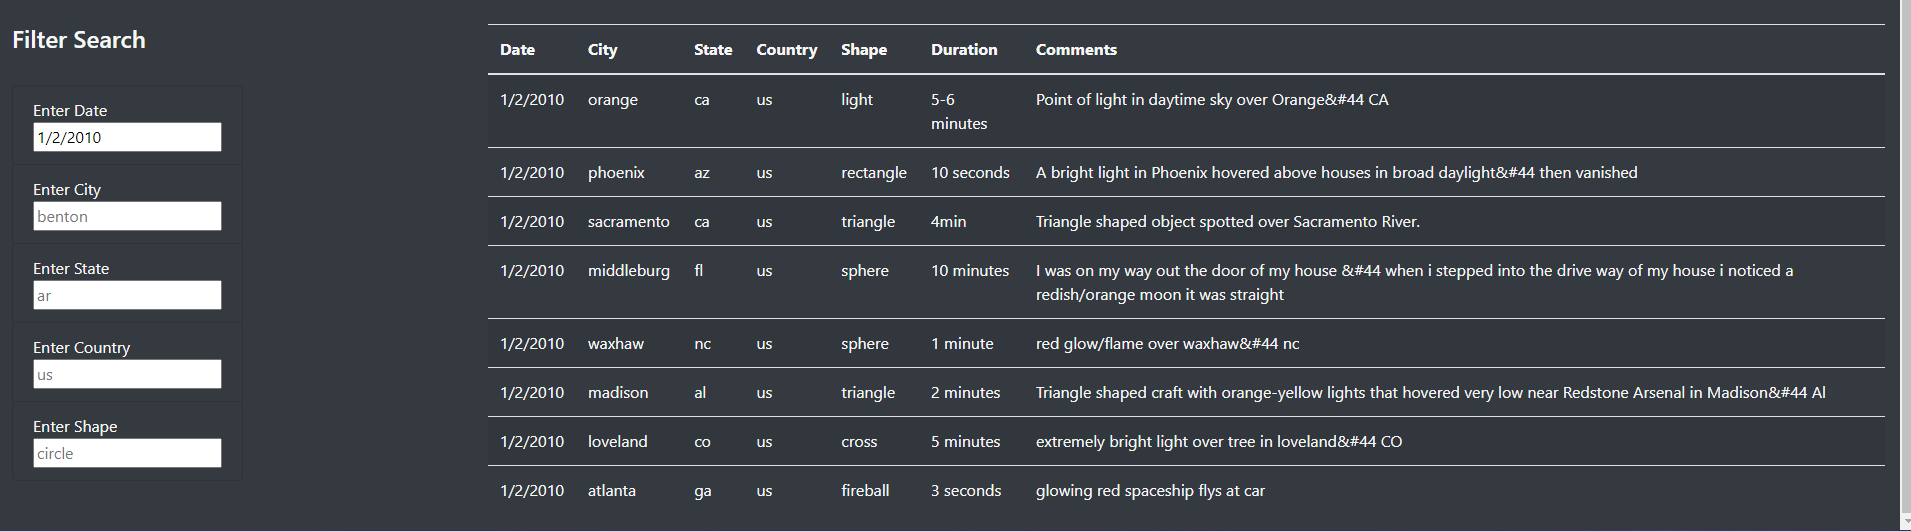 Filter Search
Enter Date
1/2/2010
Enter City
benton
Enter State
ar
Enter Country
us
Enter Shape
circle
Date City State Country Shape Duration Comments
1/2/2010 orange ca us light 5-6 minutes Point of light in daytime sky over Orange&#44 CA
1/2/2010 phoenix az us rectangle 10 seconds A bright light in Phoenix hovered above houses in broad daylight&#44 then vanished
1/2/2010 sacramento ca us triangle 4min Triangle shaped object spotted over Sacramento River.
1/2/2010 middleburg fl us sphere 10 minutes I was on my way out the door of my house &#44 when i stepped into the drive way of my house i noticed a
redish/orange moon it was straight
1/2/2010 waxhaw nc us sphere 1 minute red glow/flame over waxhaw&#44 nc
1/2/2010 madison al us triangle 2 minutes Triangle shaped craft with orange-yellow lights that hovered very low near Redstone Arsenal in Madison&#44 Al
1/2/2010 loveland co us cross 5 minutes extremely bright light over tree in loveland&#44 CO
1/2/2010 atlanta ga us fireball 3 seconds glowing red spaceship flys at car